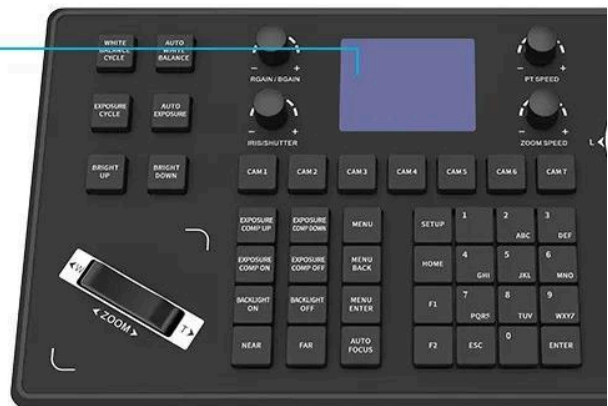 WHITE
BALANCE
CYCLE
AUTO
WHITE
BALANCE
- +
RGAIN / BGAIN
- +
PT SPEED
EXPOSURE
CYCLE
AUTO
EXPOSURE
- +
IRIS/SHUTTER
- +
ZOOM SPEED
L
BRIGHT
UP
BRIGHT
DOWN
CAM 1
CAM 2
CAM 3
CAM 4
CAM 5
CAM 6
CAM 7
EXPOSURE
COMP UP
EXPOSURE
COMP DOWN
MENU
SETUP
1
2
ABC
3
DEF
EXPOSURE
COMP ON
EXPOSURE
COMP OFF
MENU
BACK
HOME
4
GHI
5
JKL
6
MNO
BACKLIGHT
ON
BACKLIGHT
OFF
MENU
ENTER
F1
7
PQRS
8
TUV
9
WXYZ
NEAR
FAR
AUTO
FOCUS
F2
ESC
0
ENTER
W
ZOOM
T